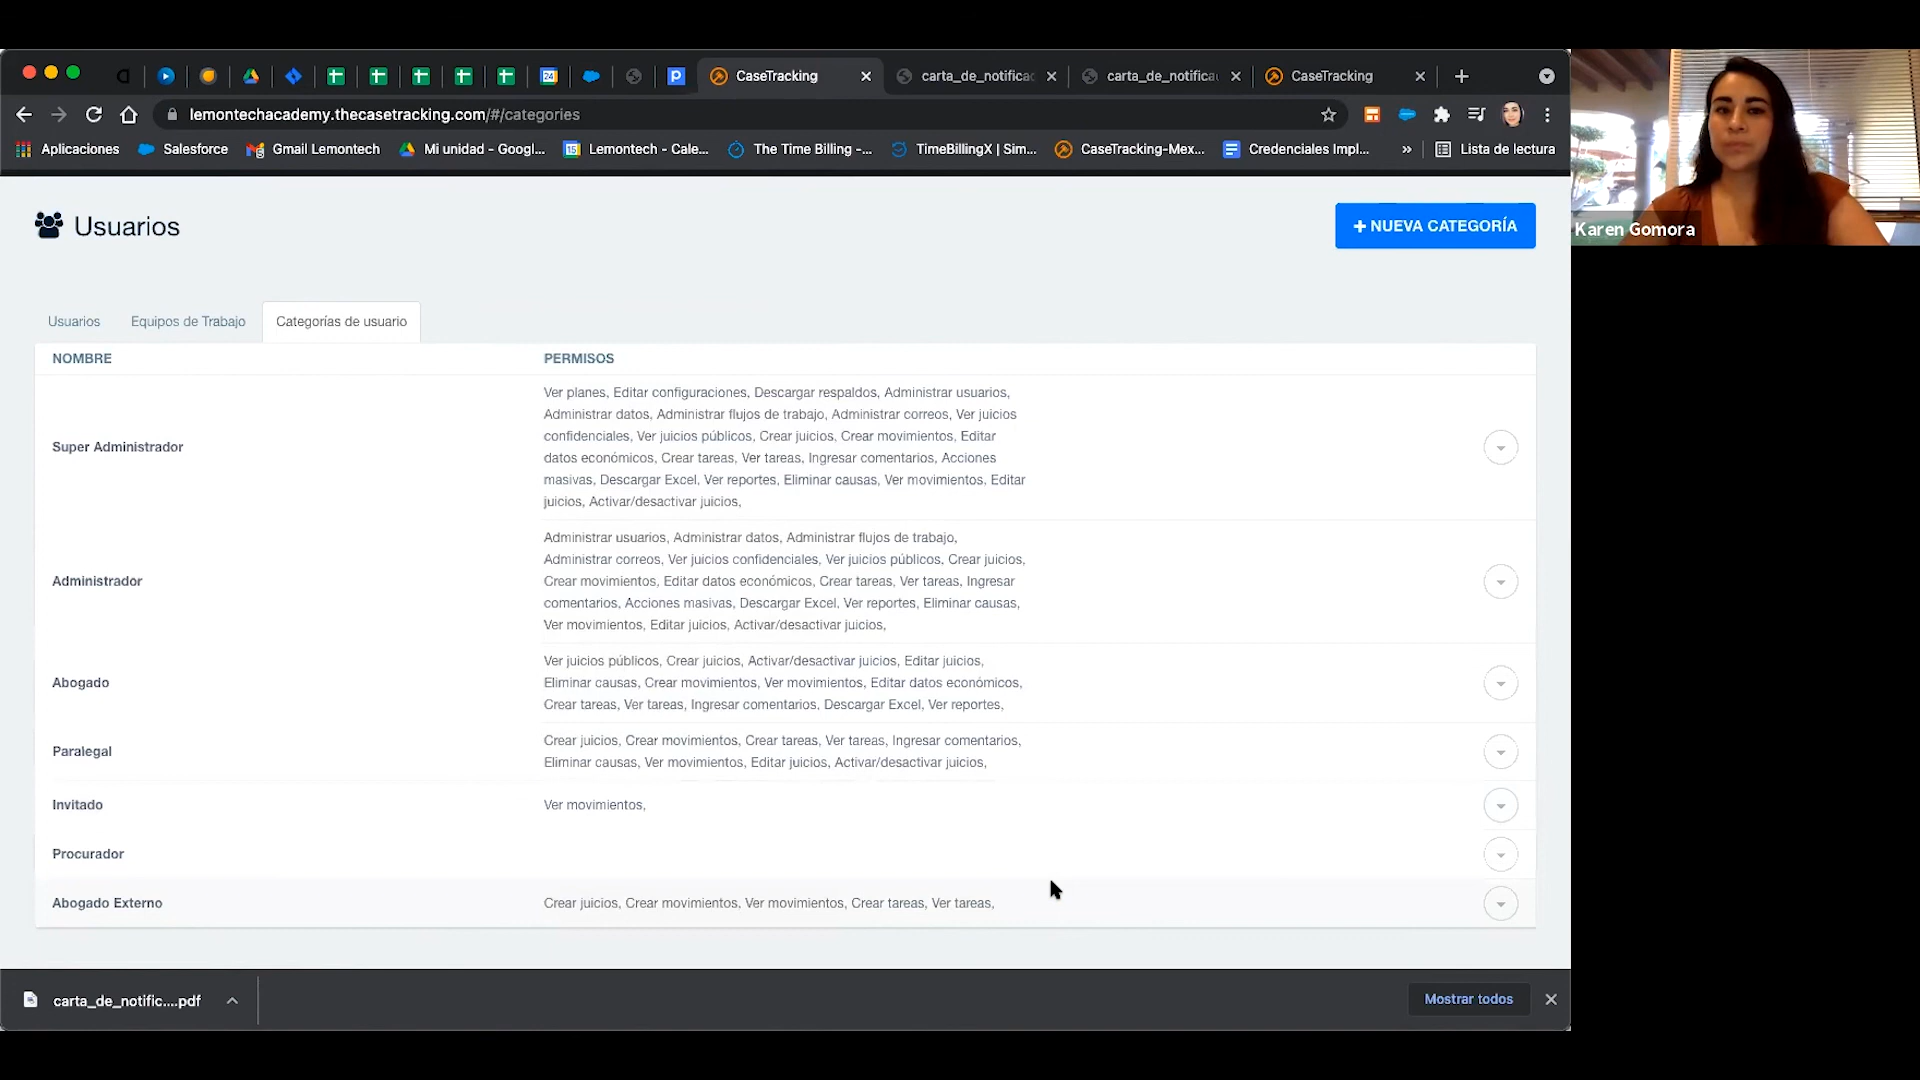 CaseTracking
carta_de_notificac
carta_de_notifica
CaseTracking
lemontechacademy.thecasetracking.com/#/categories
Aplicaciones
Salesforce
Gmail Lemontech
Mi unidad - Googl...
Lemontech - Cale...
The Time Billing -...
TimeBillingX | Sim...
CaseTracking-Mex...
Credenciales Impl...
»
Lista de lectura
Karen Gomora
Usuarios
+ NUEVA CATEGORÍA
Usuarios
Equipos de Trabajo
Categorías de usuario
NOMBRE
PERMISOS
Super Administrador
Ver planes, Editar configuraciones, Descargar respaldos, Administrar usuarios,
Administrar datos, Administrar flujos de trabajo, Administrar correos, Ver juicios
confidenciales, Ver juicios públicos, Crear juicios, Crear movimientos, Editar
datos económicos, Crear tareas, Ver tareas, Ingresar comentarios, Acciones
masivas, Descargar Excel, Ver reportes, Eliminar causas, Ver movimientos, Editar
juicios, Activar/desactivar juicios,
Administrador
Administrar usuarios, Administrar datos, Administrar flujos de trabajo,
Administrar correos, Ver juicios confidenciales, Ver juicios públicos, Crear juicios,
Crear movimientos, Editar datos económicos, Crear tareas, Ver tareas, Ingresar
comentarios, Acciones masivas, Descargar Excel, Ver reportes, Eliminar causas,
Ver movimientos, Editar juicios, Activar/desactivar juicios,
Abogado
Ver juicios públicos, Crear juicios, Activar/desactivar juicios, Editar juicios,
Eliminar causas, Crear movimientos, Ver movimientos, Editar datos económicos,
Crear tareas, Ver tareas, Ingresar comentarios, Descargar Excel, Ver reportes,
Paralegal
Crear juicios, Crear movimientos, Crear tareas, Ver tareas, Ingresar comentarios,
Eliminar causas, Ver movimientos, Editar juicios, Activar/desactivar juicios,
Invitado
Ver movimientos,
Procurador
Abogado Externo
Crear juicios, Crear movimientos, Ver movimientos, Crear tareas, Ver tareas,
carta_de_notific....pdf
Mostrar todos